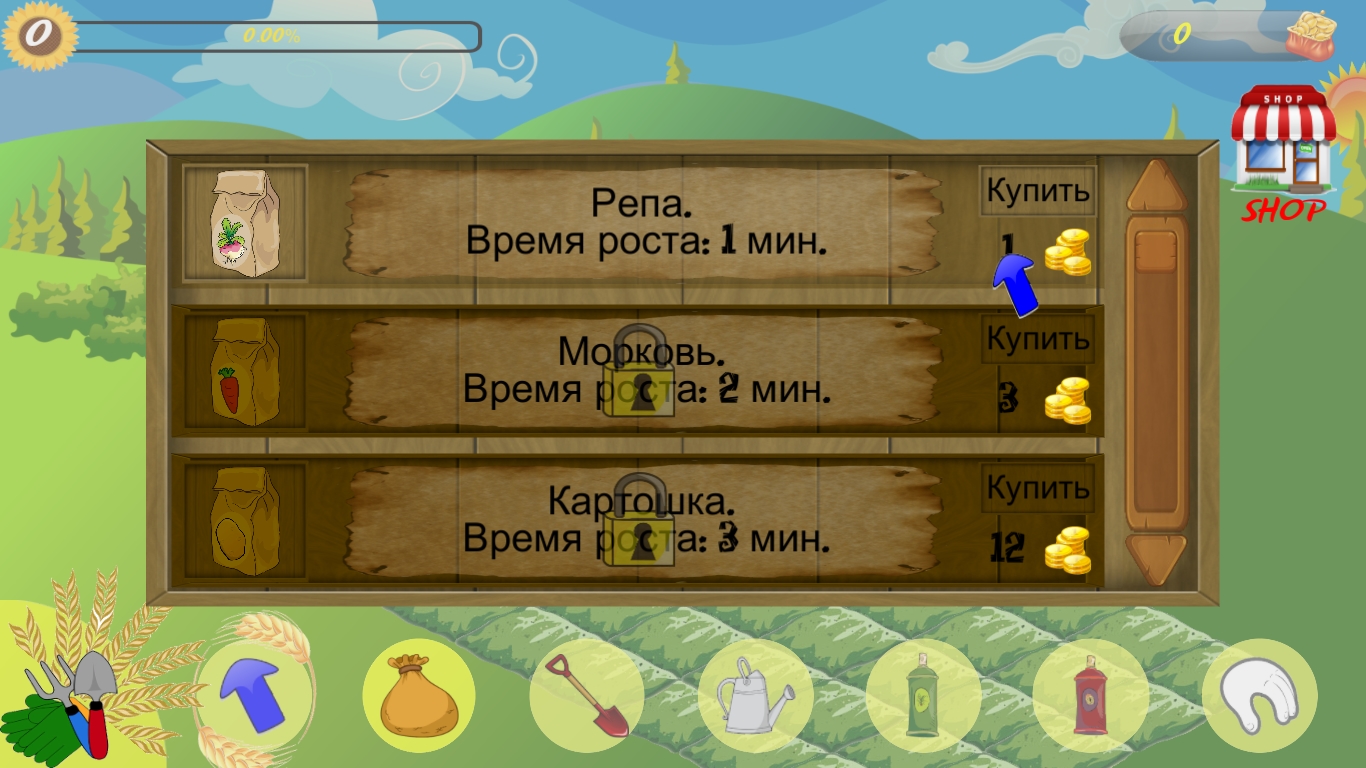 0
0.00%
0
SHOP
SHOP
Репа.
Время роста: 1 мин.
Купить
1
Морковь.
Время роста: 2 мин.
Купить
3
Картошка.
Время роста: 3 мин.
Купить
12